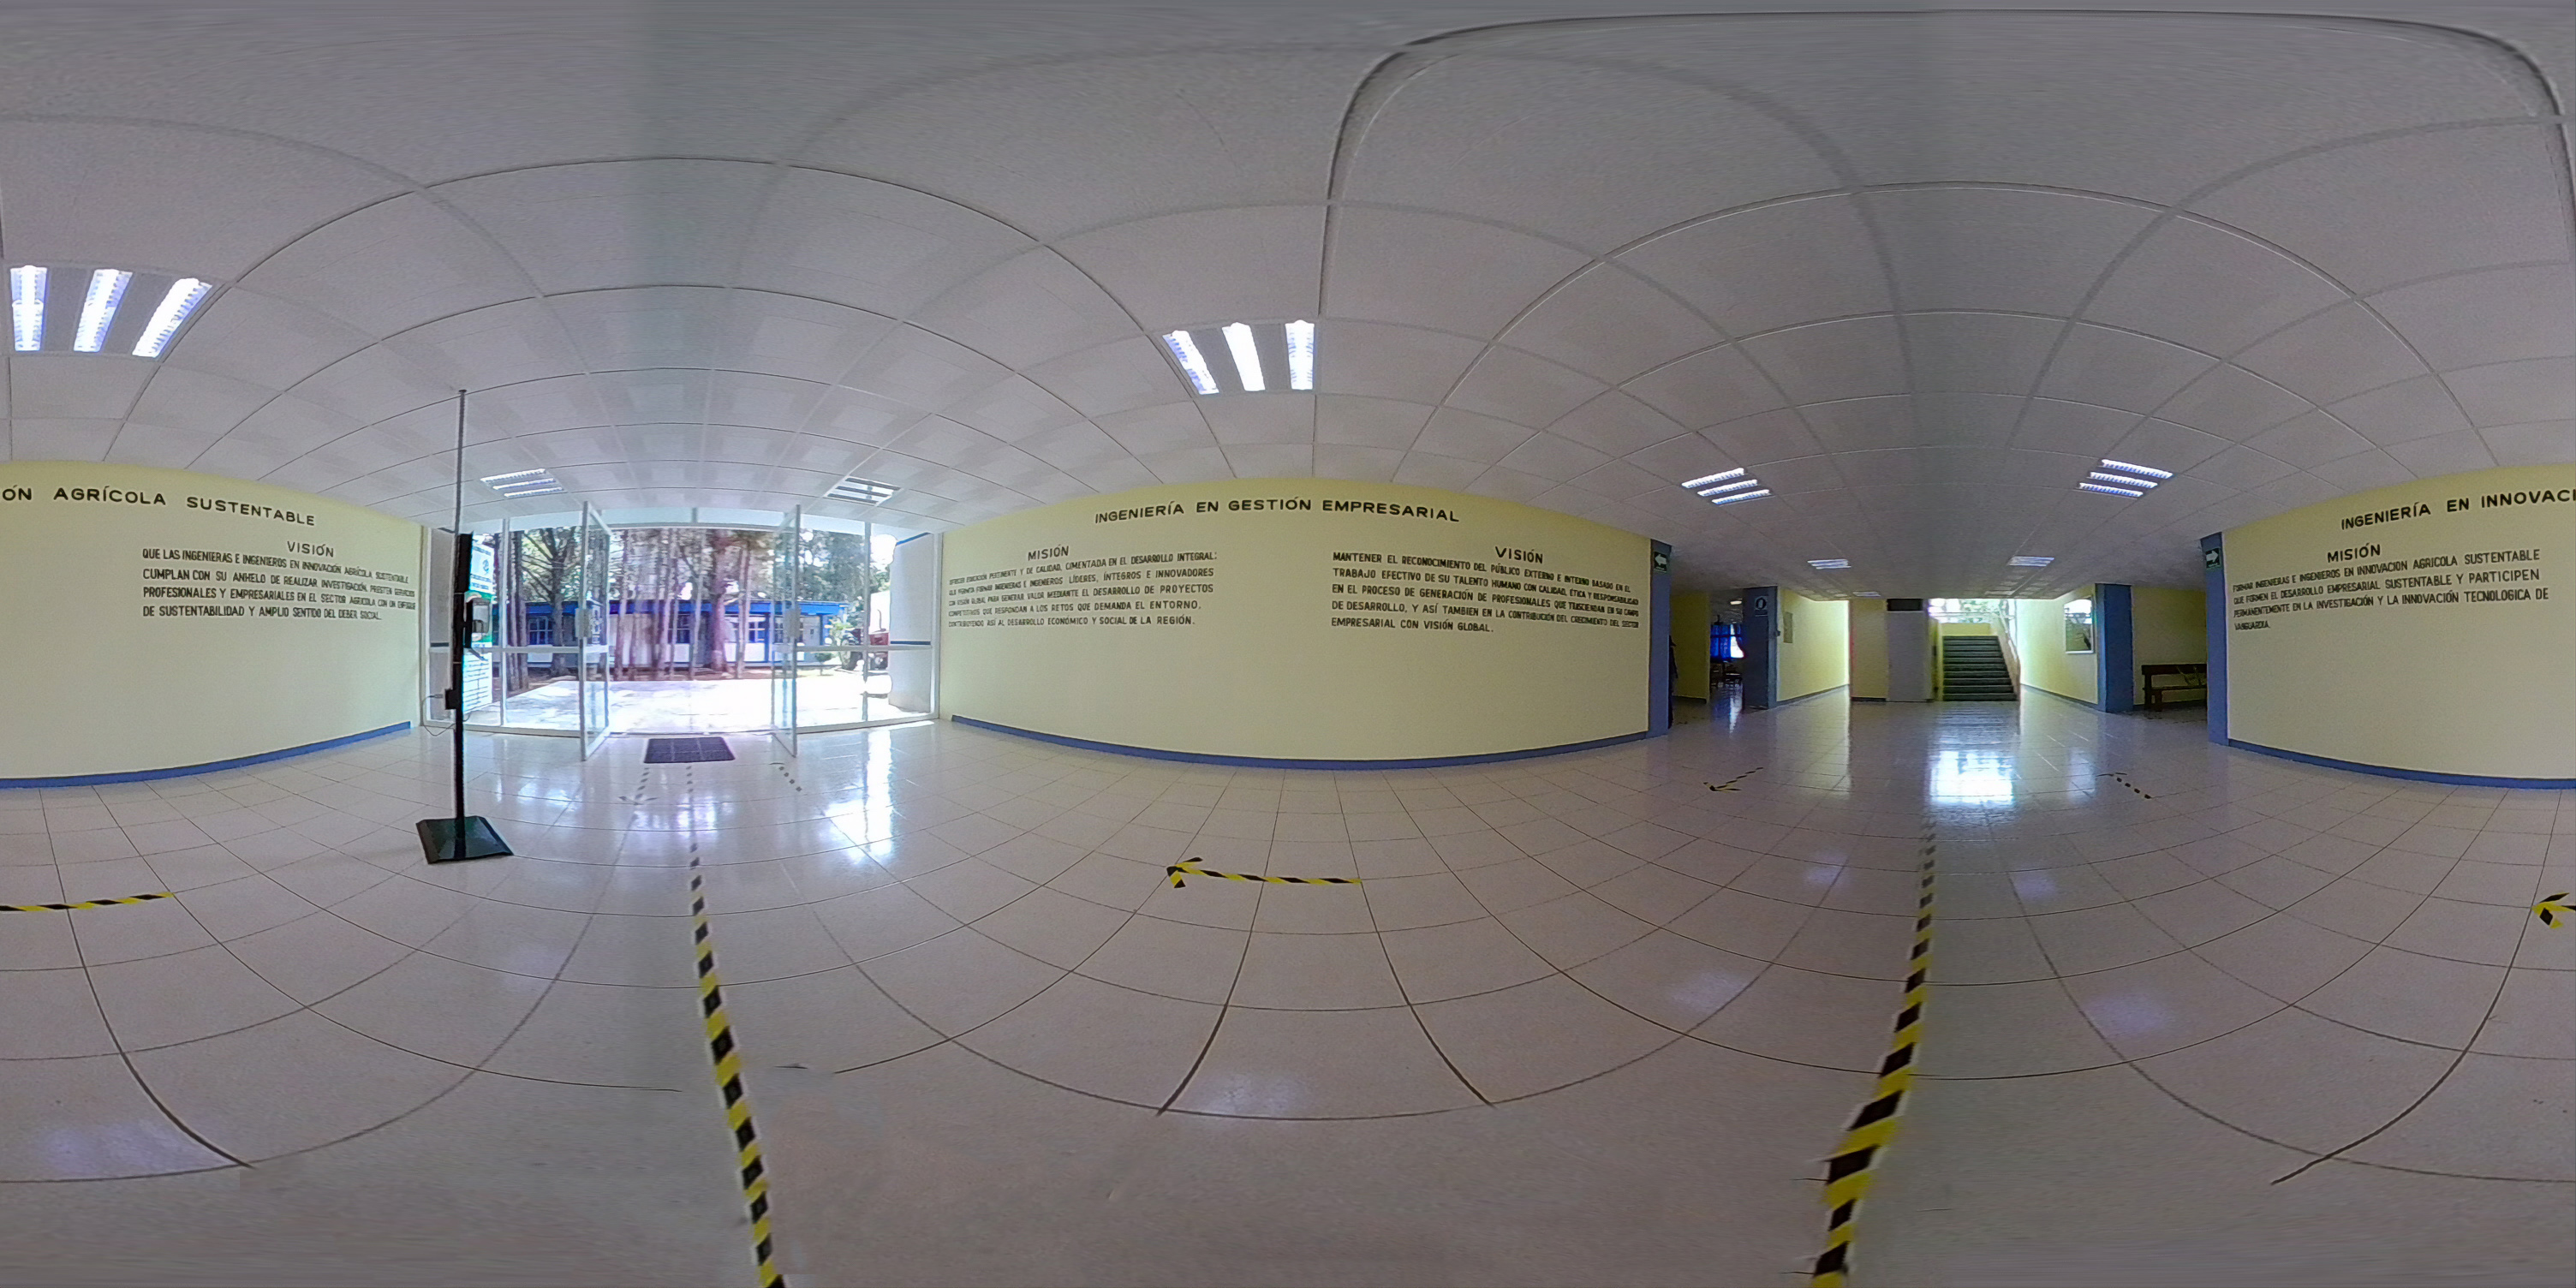 ÓN AGRÍCOLA SUSTENTABLE
VISIÓN
QUE LAS INGENIERAS E INGENIEROS EN INNOVACIÓN AGRÍCOLA SUSTENTABLE
CUMPLAN CON SU ANHELO DE REALIZAR INVESTIGACIÓN, PRESTEN SERVICIOS
PROFESIONALES Y EMPRESARIALES EN EL SECTOR AGRICOLA CON UN ENFOQUE
DE SUSTENTABILIDAD Y AMPLIO SENTIDO DEL DEBER SOCIAL.
INGENIERÍA EN GESTIÓN EMPRESARIAL
MISIÓN
OFRECER EDUCACIÓN PERTINENTE Y DE CALIDAD, CIMENTADA EN EL DESARROLLO INTEGRAL;
QUE PERMITA FORMAR INGENIERAS E INGENIEROS LÍDERES, ÍNTEGROS E INNOVADORES
CON VISIÓN GLOBAL PARA GENERAR VALOR MEDIANTE EL DESARROLLO DE PROYECTOS
COMPETITIVOS QUE RESPONDAN A LOS RETOS QUE DEMANDA EL ENTORNO,
CONTRIBUYENDO ASÍ AL DESARROLLO ECONÓMICO Y SOCIAL DE LA REGIÓN.
VISIÓN
MANTENER EL RECONOCIMIENTO DEL PÚBLICO EXTERNO E INTERNO BASADO EN EL
TRABAJO EFECTIVO DE SU TALENTO HUMANO CON CALIDAD, ÉTICA Y RESPONSABILIDAD
EN EL PROCESO DE GENERACIÓN DE PROFESIONALES QUE TRASCIENDAN EN SU CAMPO
DE DESARROLLO, Y ASÍ TAMBIEN EN LA CONTRIBUCIÓN DEL CRECIMIENTO DEL SECTOR
EMPRESARIAL CON VISIÓN GLOBAL.
INGENIERÍA EN INNOVACI
MISIÓN
FORMAR INGENIERAS E INGENIEROS EN INNOVACION AGRICOLA SUSTENTABLE
QUE FORMEN EL DESARROLLO EMPRESARIAL SUSTENTABLE Y PARTICIPEN
PERMANENTEMENTE EN LA INVESTIGACIÓN Y LA INNOVACIÓN TECNOLOGICA DE
VANGUARDIA.